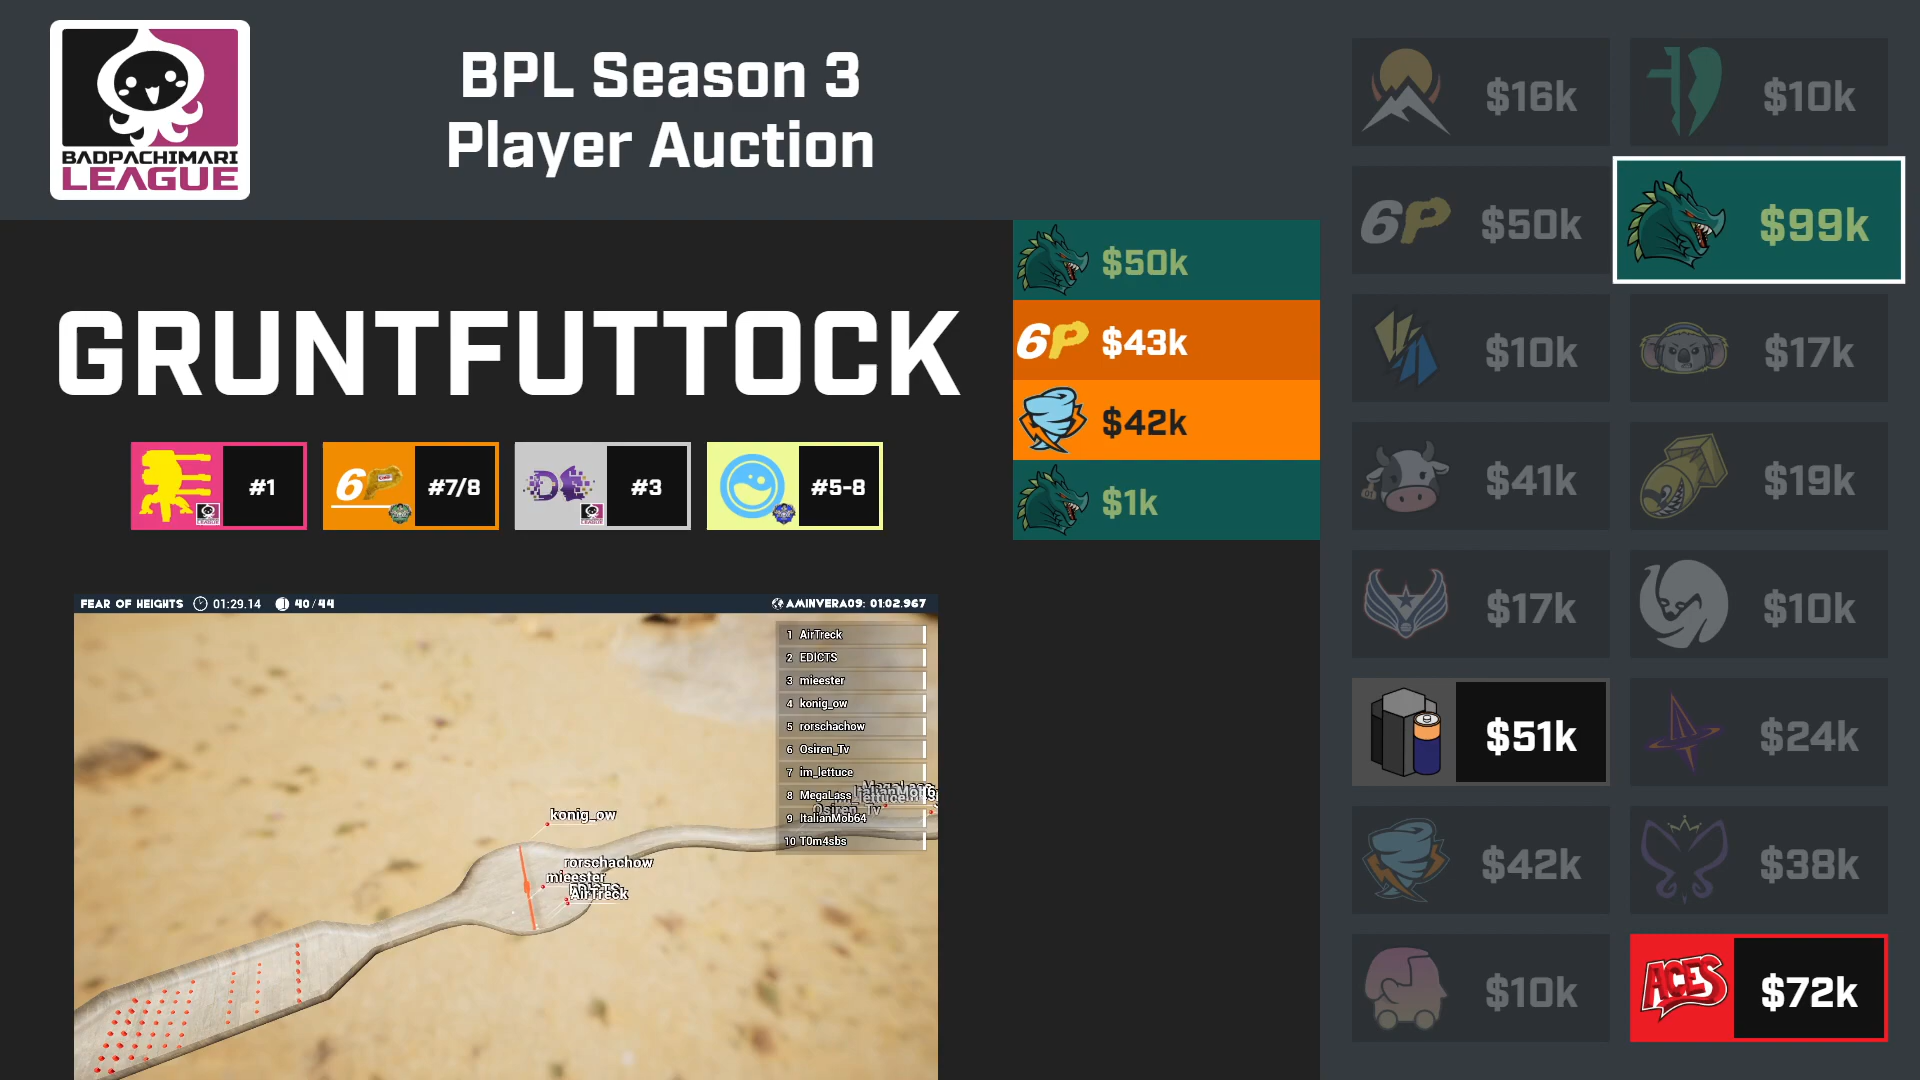 BADPACHIMARI
LEAGUE
BPL Season 3
Player Auction
GRUNTFUTTOCK
#1
6P
#7/8
#3
#5-8
$50k
6P $43k
$42k
$1k
FEAR OF HEIGHTS 01:29.14 40/44
AMINVERA09: 01:02.967
1 AirTreck
2 EDICTS
3 mieester
4 konig_ow
5 rorschachow
6 Osiren_Tv
7 im_lettuce
8 MegaLass
9 ItalianMob64
10 T0m4sbs
konig_ow
rorschachow
mieester
EDICTS
AirTreck
Osiren_Tv
$16k
$10k
6P $50k
$99k
$10k
$17k
$41k
$19k
$17k
$10k
$51k
$24k
$42k
$38k
$10k
ACES $72k